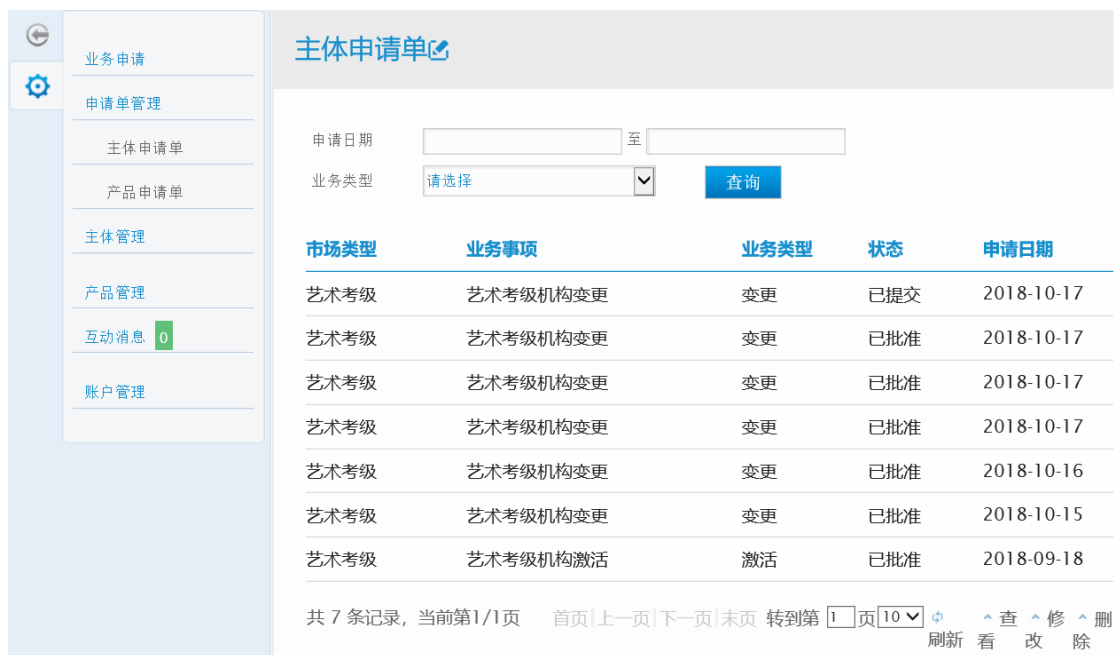 业务申请
申请单管理
主体申请单
产品申请单
主体管理
产品管理
互动消息 0
账户管理
主体申请单
申请日期 至
业务类型 请选择 查询
市场类型 业务事项 业务类型 状态 申请日期
艺术考级 艺术考级机构变更 变更 已提交 2018-10-17
艺术考级 艺术考级机构变更 变更 已批准 2018-10-17
艺术考级 艺术考级机构变更 变更 已批准 2018-10-17
艺术考级 艺术考级机构变更 变更 已批准 2018-10-17
艺术考级 艺术考级机构变更 变更 已批准 2018-10-16
艺术考级 艺术考级机构变更 变更 已批准 2018-10-15
艺术考级 艺术考级机构激活 激活 已批准 2018-09-18
共 7 条记录，当前第1/1页 首页 上一页 下一页 末页 转到第 1 页 10 刷新 查看 修改 删除